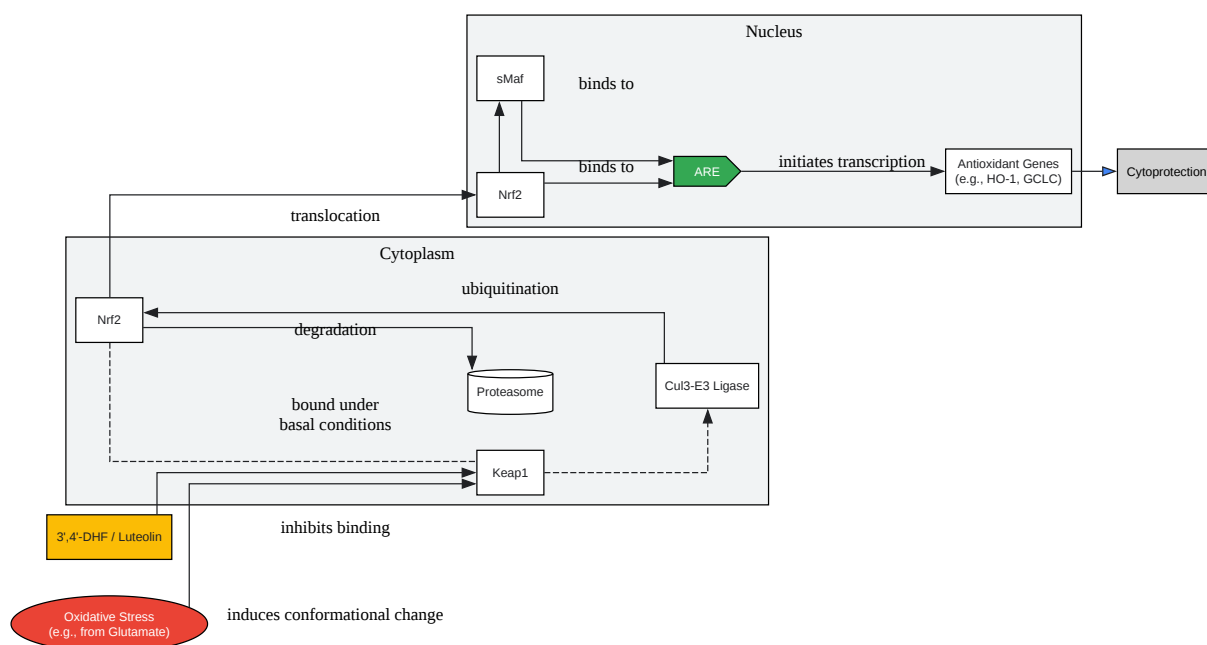 Nucleus
sMaf
binds to
binds to
ARE
initiates transcription
Antioxidant Genes
(e.g., HO-1, GCLC)
Cytoprotection
Nrf2
translocation
Cytoplasm
ubiquitination
Nrf2
degradation
Proteasome
Cul3-E3 Ligase
bound under
basal conditions
Keap1
3',4'-DHF / Luteolin
inhibits binding
Oxidative Stress
(e.g., from Glutamate)
induces conformational change